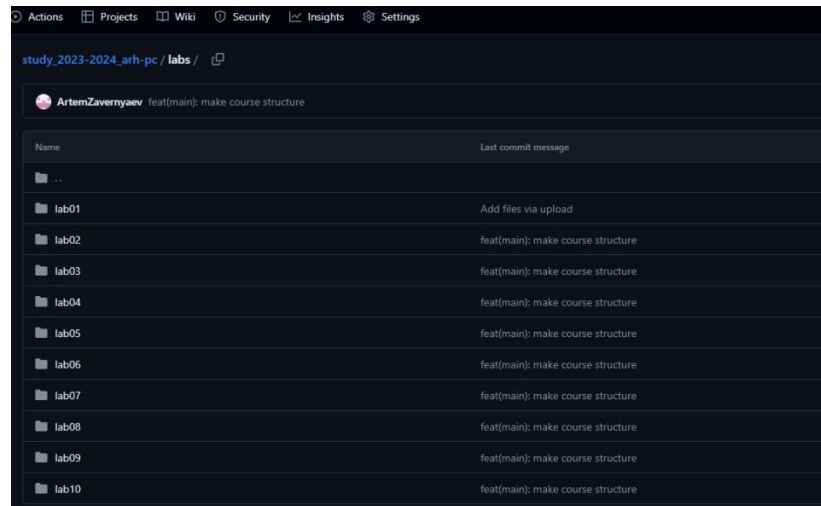 Actions Projects Wiki Security Insights Settings
study_2023-2024_arh-pc / labs /
ArtemZavernyaev feat(main): make course structure
Name Last commit message
..
lab01 Add files via upload
lab02 feat(main): make course structure
lab03 feat(main): make course structure
lab04 feat(main): make course structure
lab05 feat(main): make course structure
lab06 feat(main): make course structure
lab07 feat(main): make course structure
lab08 feat(main): make course structure
lab09 feat(main): make course structure
lab10 feat(main): make course structure